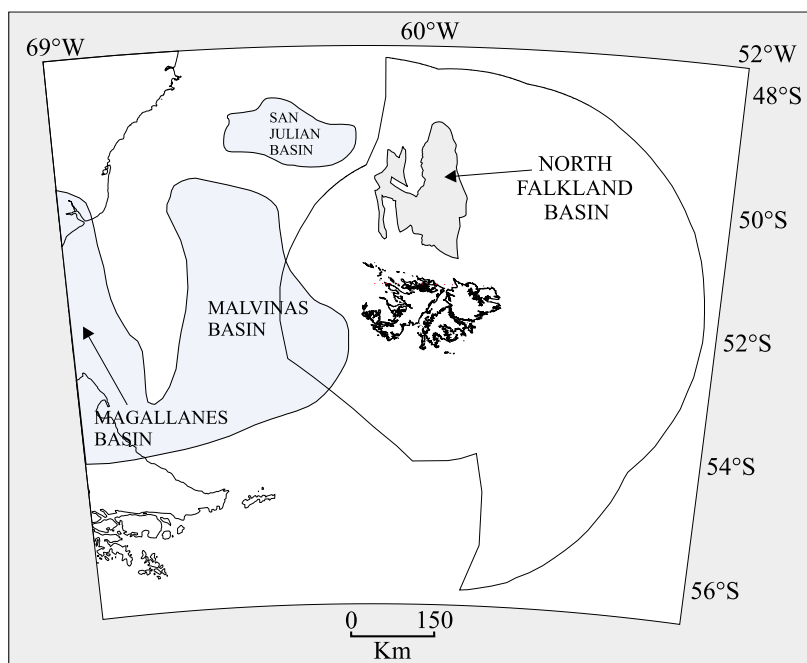 69°W
60°W
52°W
48°S
SAN
JULIAN
BASIN
NORTH
FALKLAND
BASIN
50°S
MALVINAS
BASIN
52°S
MAGALLANES
BASIN
54°S
56°S
0 150
Km